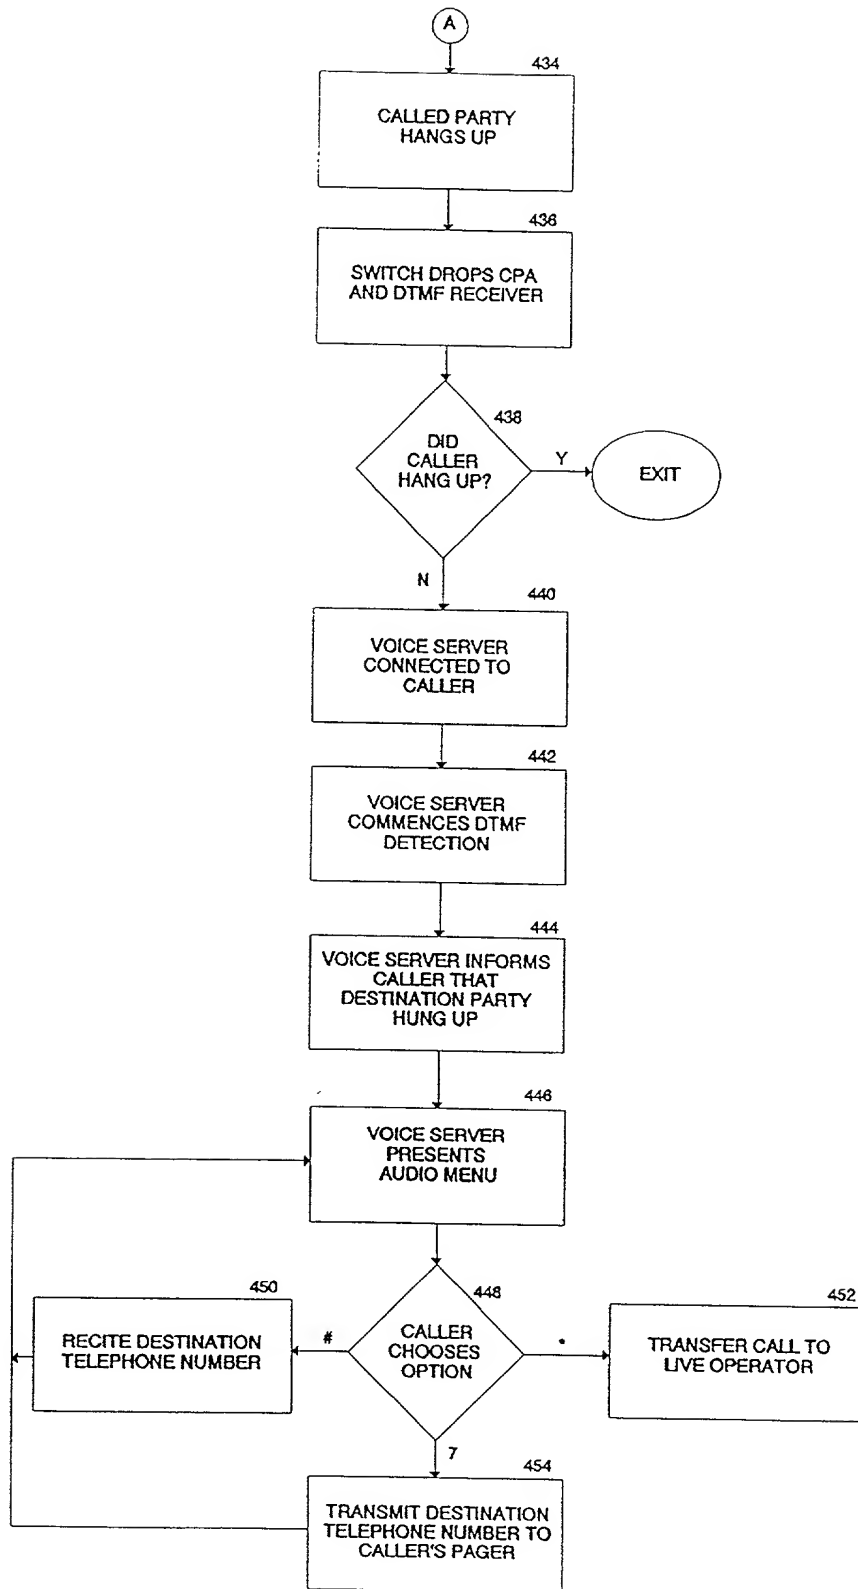 A
434
CALLED PARTY
HANGS UP
436
SWITCH DROPS CPA
AND DTMF RECEIVER
438
DID
CALLER
HANG UP?
Y
EXIT
N
440
VOICE SERVER
CONNECTED TO
CALLER
442
VOICE SERVER
COMMENCES DTMF
DETECTION
444
VOICE SERVER INFORMS
CALLER THAT
DESTINATION PARTY
HUNG UP
446
VOICE SERVER
PRESENTS
AUDIO MENU
448
CALLER
CHOOSES
OPTION
450
#
RECITE DESTINATION
TELEPHONE NUMBER
*
452
TRANSFER CALL TO
LIVE OPERATOR
7
454
TRANSMIT DESTINATION
TELEPHONE NUMBER TO
CALLER'S PAGER